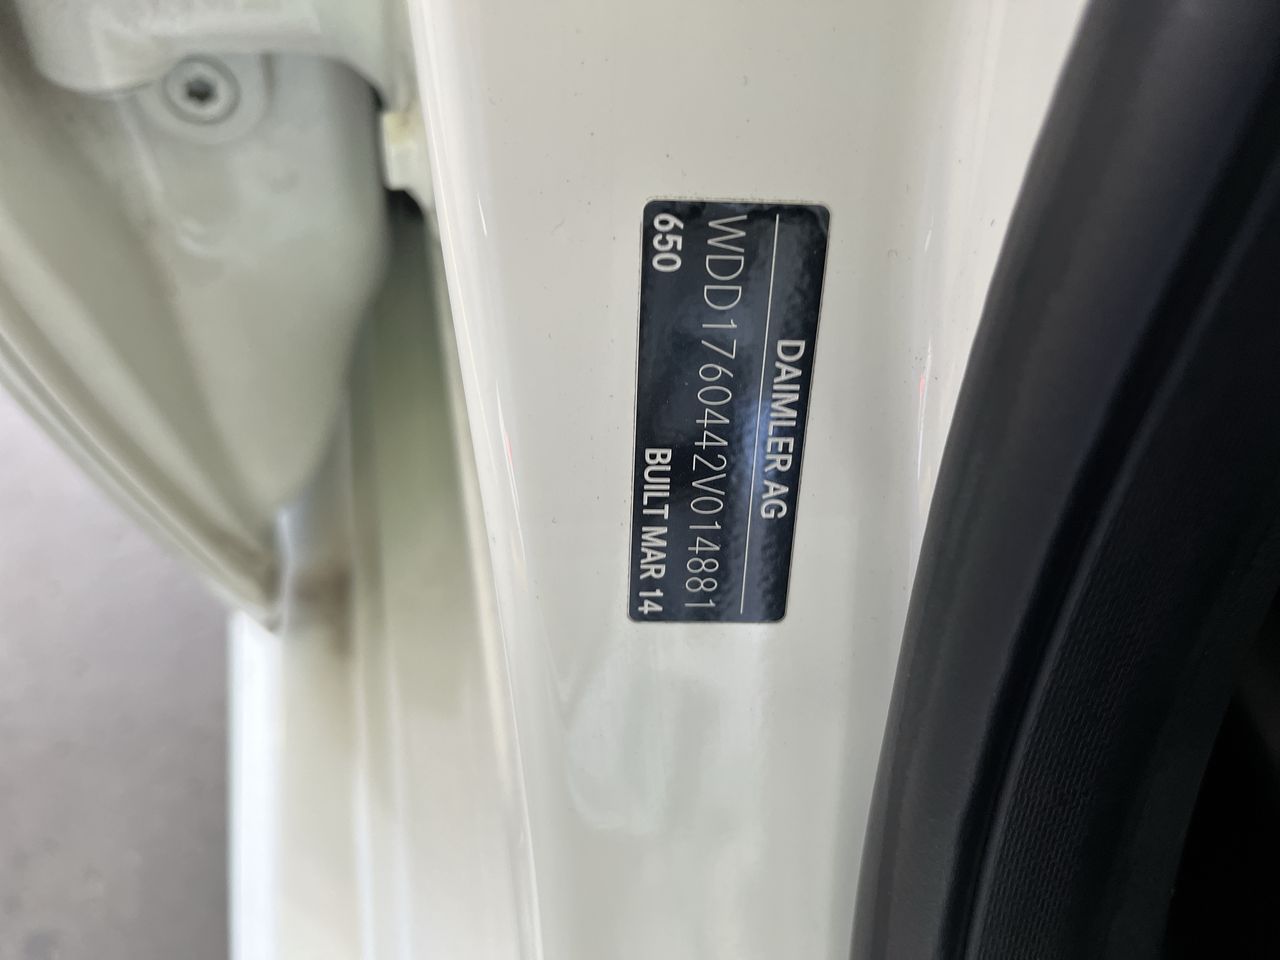 DAIMLER AG
WDD1760442V014881
650 BUILT MAR 14